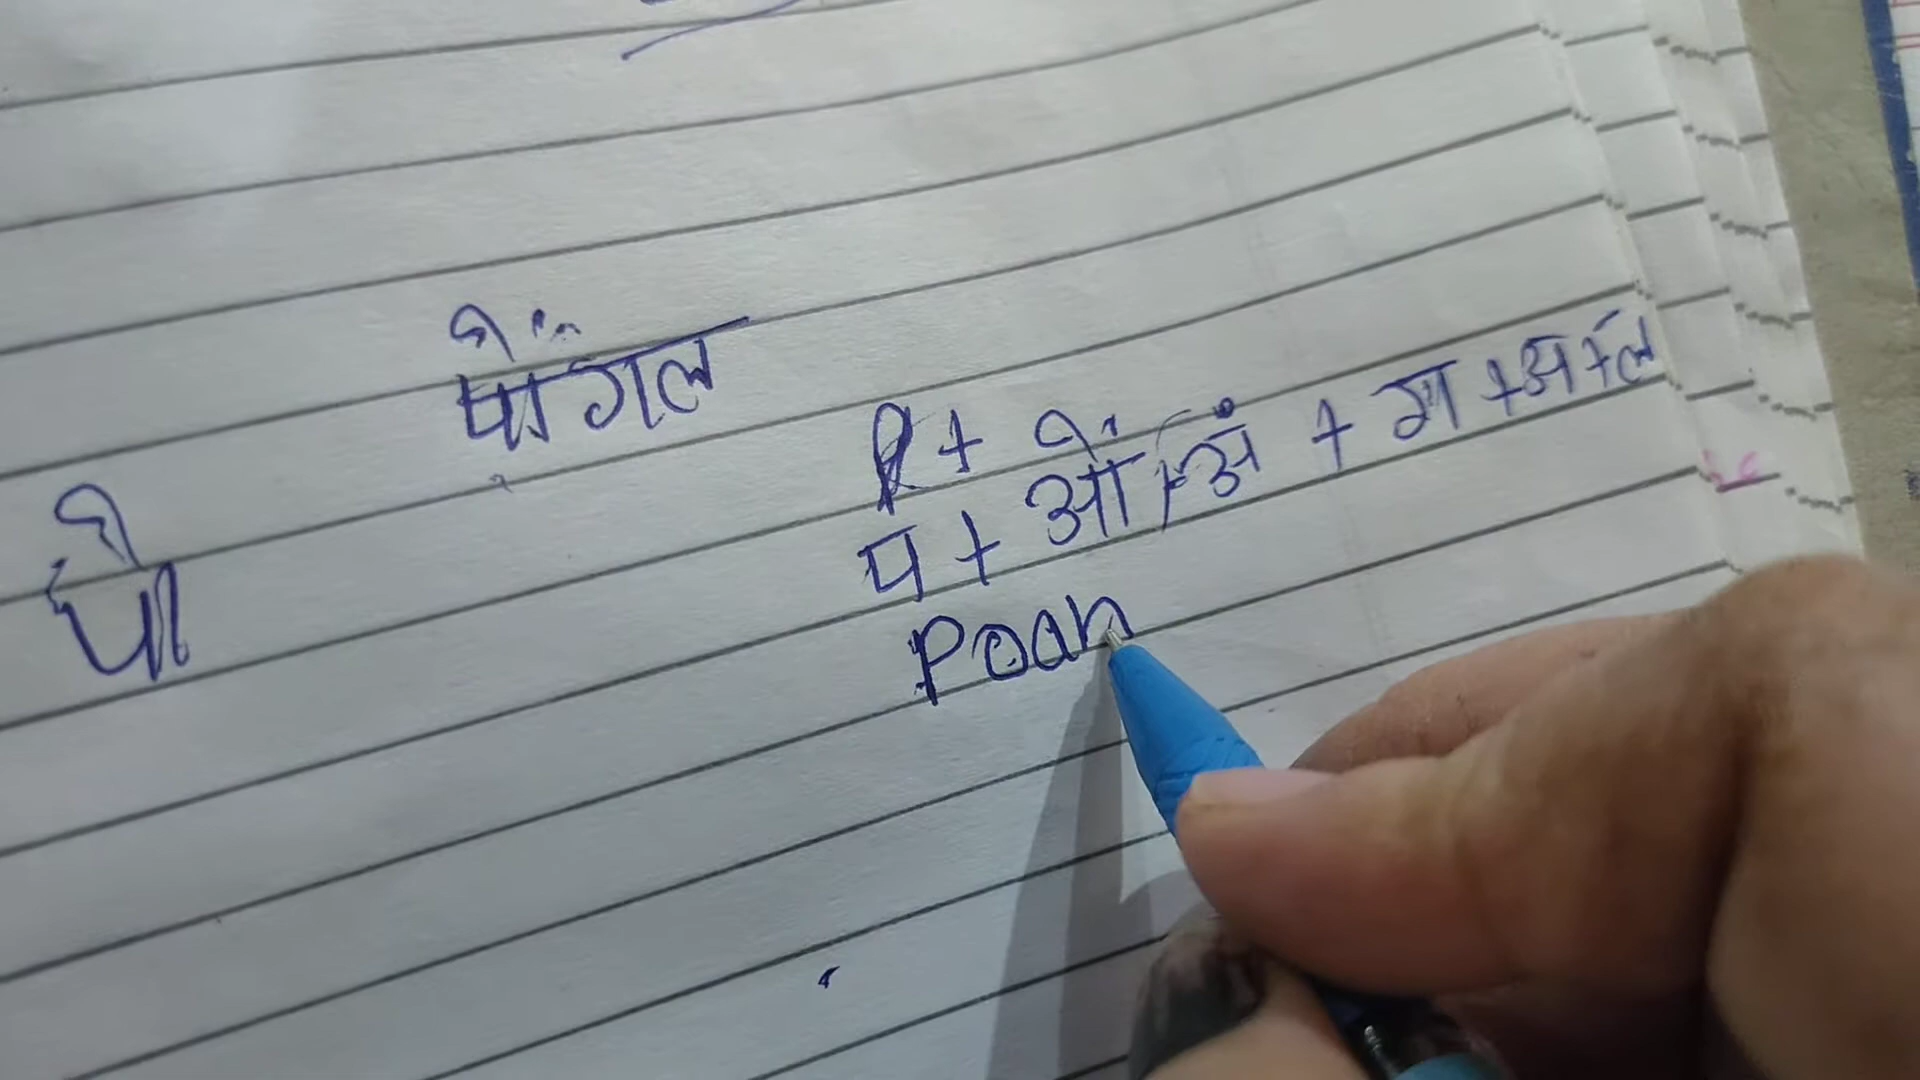 पोंगल
पो
P +
प + ओं + अं + ग + अ + ल
Poan